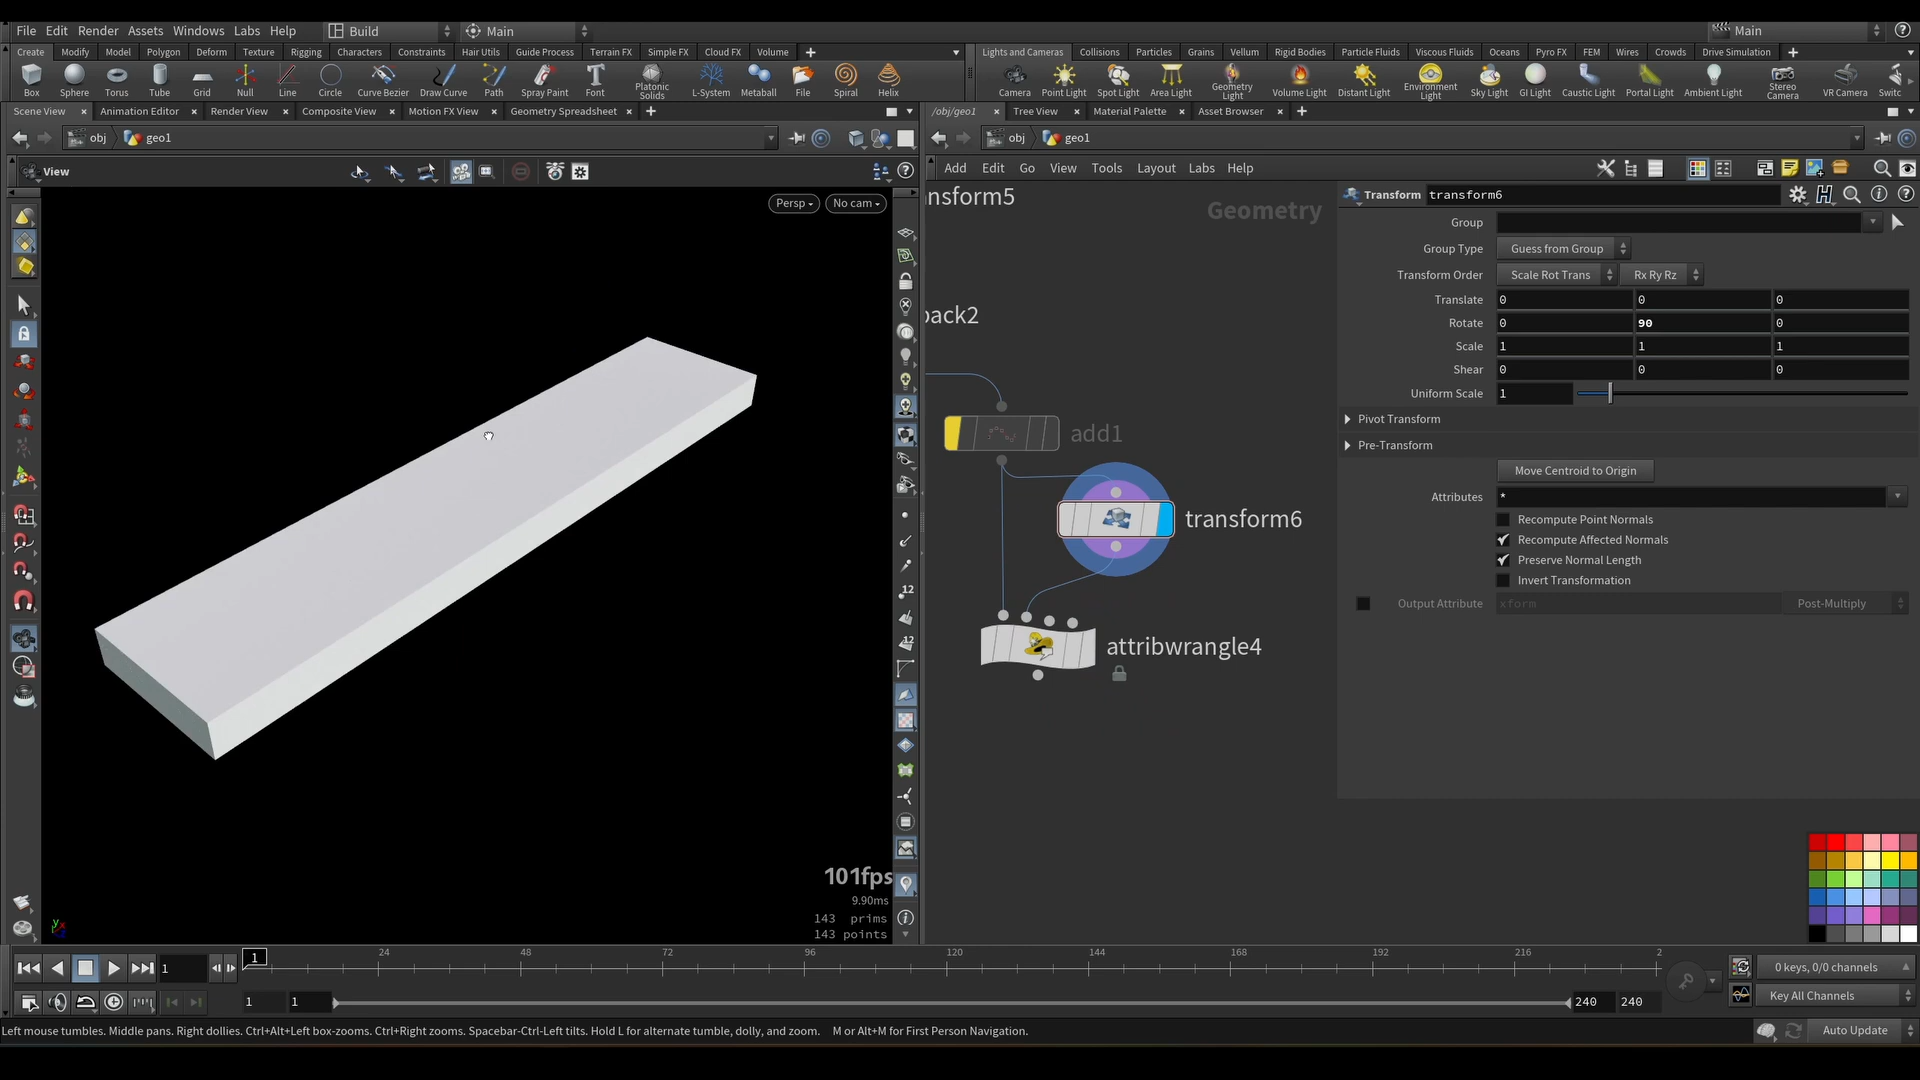 File Edit Render Assets Windows Labs Help Build Main Main
Create Modify Model Polygon Deform Texture Rigging Characters Constraints Hair Utils Guide Process Terrain FX Simple FX Cloud FX Volume
Lights and Cameras Collisions Particles Grains Vellum Rigid Bodies Particle Fluids Viscous Fluids Oceans Pyro FX FEM Wires Crowds Drive Simulation
Box Sphere Torus Tube Grid Null Line Circle Curve Bezier Draw Curve Path Spray Paint Font Platonic Solids L-System Metaball File Spiral Helix
Camera Point Light Spot Light Area Light Geometry Light Volume Light Distant Light Environment Light Sky Light GI Light Caustic Light Portal Light Ambient Light Stereo Camera VR Camera Switc
Scene View Animation Editor Render View Composite View Motion FX View Geometry Spreadsheet
/obj/geo1 Tree View Material Palette Asset Browser
obj geo1
obj geo1
View
Add Edit Go View Tools Layout Labs Help
Persp No cam
nsform5
Geometry
Transform transform6
Group
Group Type Guess from Group
Transform Order Scale Rot Trans Rx Ry Rz
Translate 0 0 0
Rotate 0 90 0
Scale 1 1 1
Shear 0 0 0
Uniform Scale 1
Pivot Transform
Pre-Transform
Move Centroid to Origin
Attributes *
Recompute Point Normals
Recompute Affected Normals
Preserve Normal Length
Invert Transformation
Output Attribute xform Post-Multiply
pack2
add1
transform6
attribwrangle4
12
12
101fps
9.90ms
143 prims
143 points
y x
1 24 48 72 96 120 144 168 192 216 2
1
0 keys, 0/0 channels
1 1 240 240
Key All Channels
Left mouse tumbles. Middle pans. Right dollies. Ctrl+Alt+Left box-zooms. Ctrl+Right zooms. Spacebar-Ctrl-Left tilts. Hold L for alternate tumble, dolly, and zoom. M or Alt+M for First Person Navigation.
Auto Update